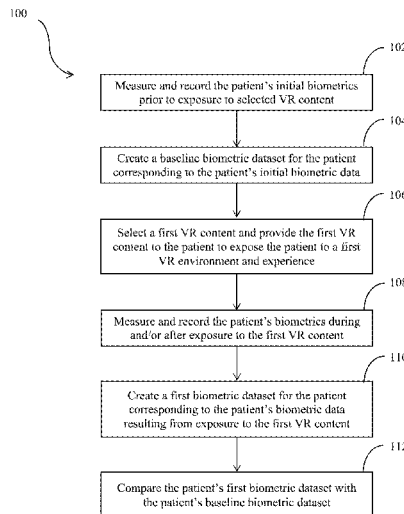 100
102
Measure and record the patient's initial biometrics
prior to exposure to selected VR content
104
Create a baseline biometric dataset for the patient
corresponding to the patient's initial biometric data
106
Select a first VR content and provide the first VR
content to the patient to expose the patient to a first
VR environment and experience
108
Measure and record the patient's biometrics during
and/or after exposure to the first VR content
110
Create a first biometric dataset for the patient
corresponding to the patient's biometric data
resulting from exposure to the first VR content
112
Compare the patient's first biometric dataset with
the patient's baseline biometric dataset